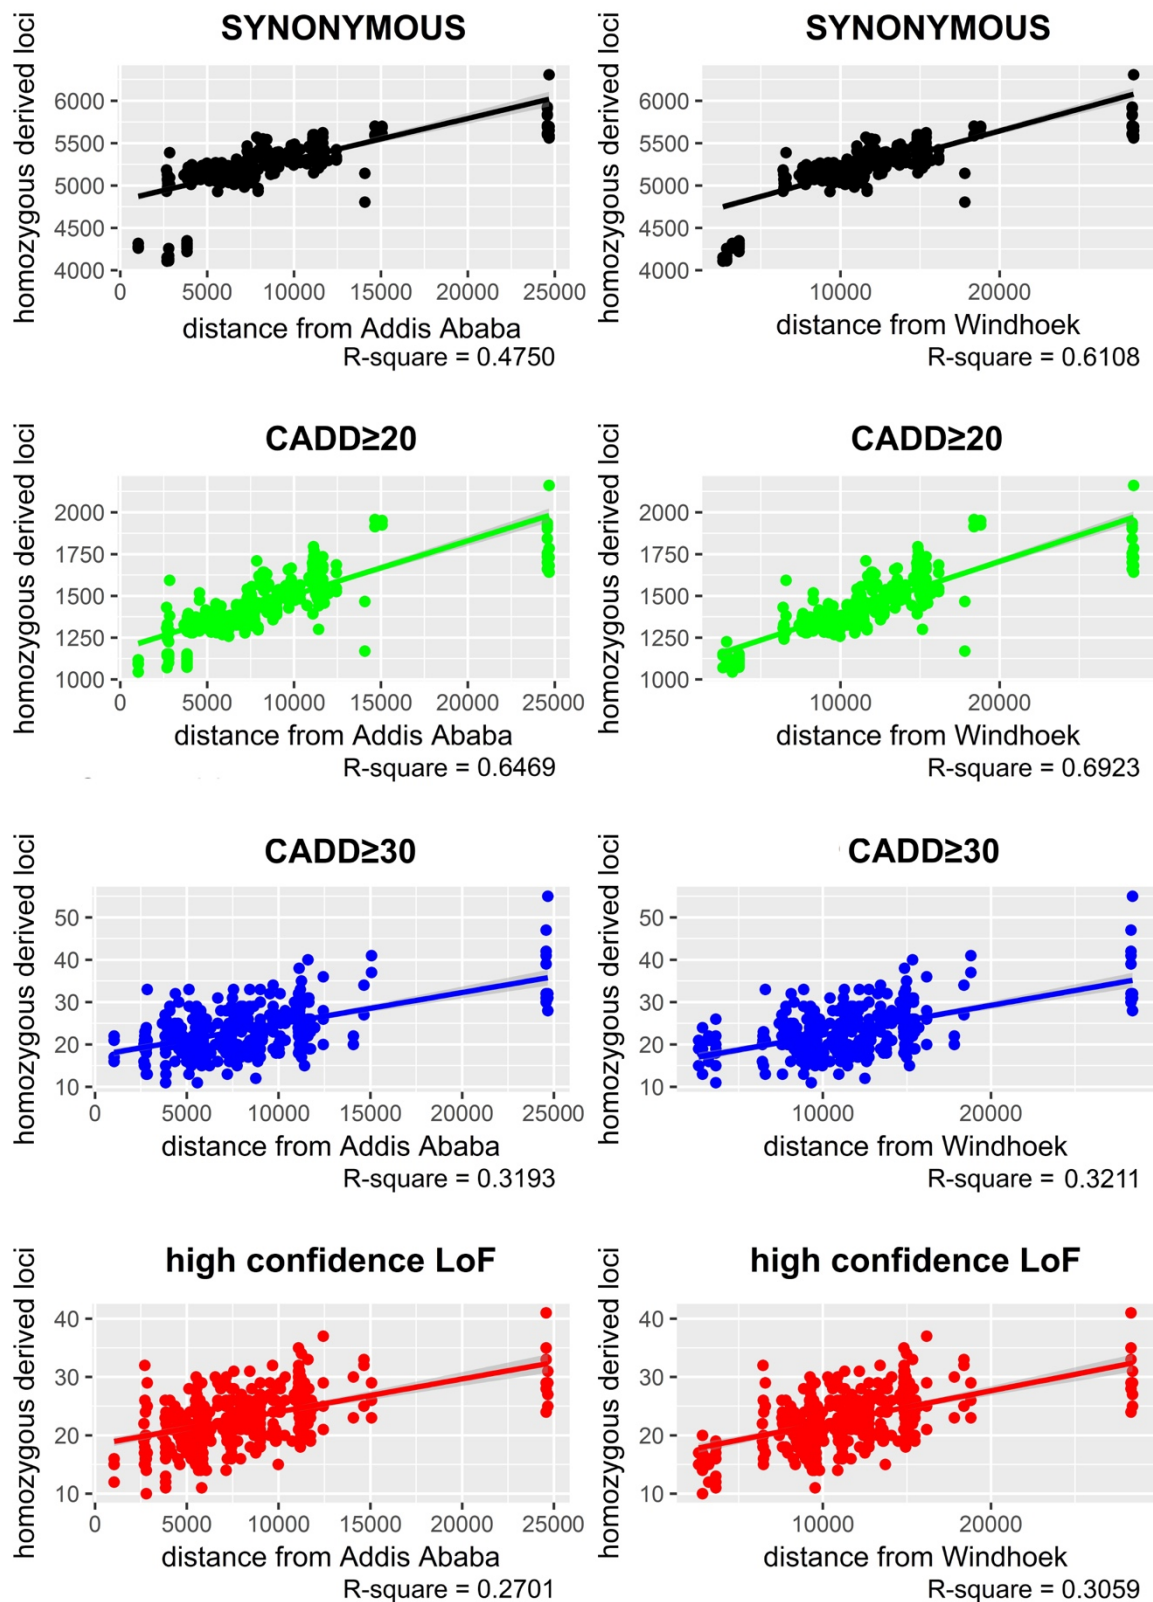 SYNONYMOUS
homozygous derived loci
6000
5500
5000
4500
4000
0 5000 10000 15000 20000 25000
distance from Addis Ababa
R-square = 0.4750
SYNONYMOUS
homozygous derived loci
6000
5500
5000
4500
4000
10000 20000
distance from Windhoek
R-square = 0.6108
CADD≥20
homozygous derived loci
2000
1750
1500
1250
1000
0 5000 10000 15000 20000 25000
distance from Addis Ababa
R-square = 0.6469
CADD≥20
homozygous derived loci
2000
1750
1500
1250
1000
10000 20000
distance from Windhoek
R-square = 0.6923
CADD≥30
homozygous derived loci
50
40
30
20
10
0 5000 10000 15000 20000 25000
distance from Addis Ababa
R-square = 0.3193
CADD≥30
homozygous derived loci
50
40
30
20
10
10000 20000
distance from Windhoek
R-square = 0.3211
high confidence LoF
homozygous derived loci
40
30
20
10
0 5000 10000 15000 20000 25000
distance from Addis Ababa
R-square = 0.2701
high confidence LoF
homozygous derived loci
40
30
20
10
10000 20000
distance from Windhoek
R-square = 0.3059